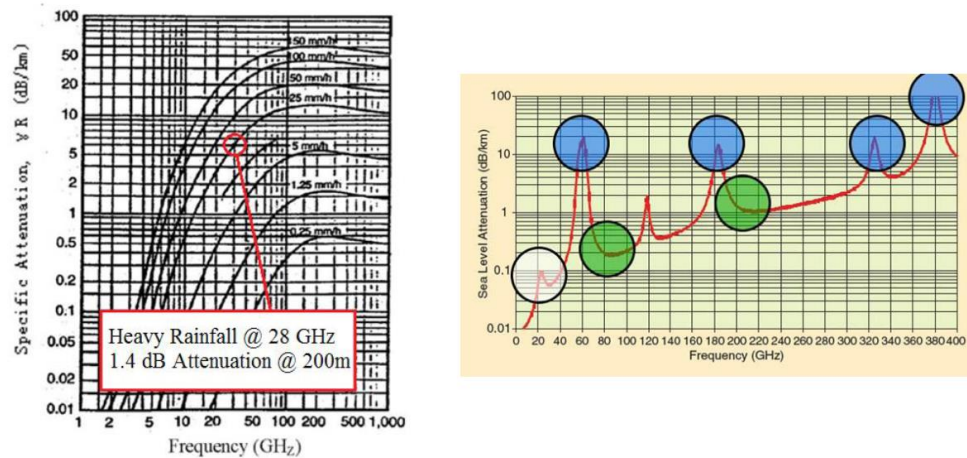 Specific Attenuation, γR (dB/km)
100
50
20
10
5
2
1
0.5
0.2
0.1
0.05
0.02
0.01
150 mm/h
100 mm/h
50 mm/h
25 mm/h
5 mm/h
1.25 mm/h
0.25 mm/h
Heavy Rainfall @ 28 GHz
1.4 dB Attenuation @ 200m
1 2 5 10 20 50 100 200 500 1,000
Frequency (GHz)
Sea Level Attenuation (dB/km)
100
10
1
0.1
0.01
0 20 40 60 80 100 120 140 160 180 200 220 240 260 280 300 320 340 360 380 400
Frequency (GHz)